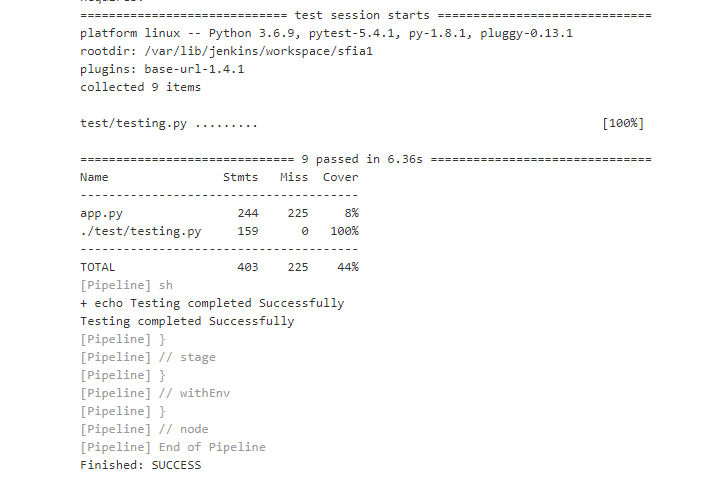 ============================= test session starts ==============================
platform linux -- Python 3.6.9, pytest-5.4.1, py-1.8.1, pluggy-0.13.1
rootdir: /var/lib/jenkins/workspace/sfia1
plugins: base-url-1.4.1
collected 9 items
test/testing.py ......... [100%]
============================== 9 passed in 6.36s ===============================
Name Stmts Miss Cover
---------------------------------------
app.py 244 225 8%
./test/testing.py 159 0 100%
---------------------------------------
TOTAL 403 225 44%
[Pipeline] sh
+ echo Testing completed Successfully
Testing completed Successfully
[Pipeline] }
[Pipeline] // stage
[Pipeline] }
[Pipeline] // withEnv
[Pipeline] }
[Pipeline] // node
[Pipeline] End of Pipeline
Finished: SUCCESS